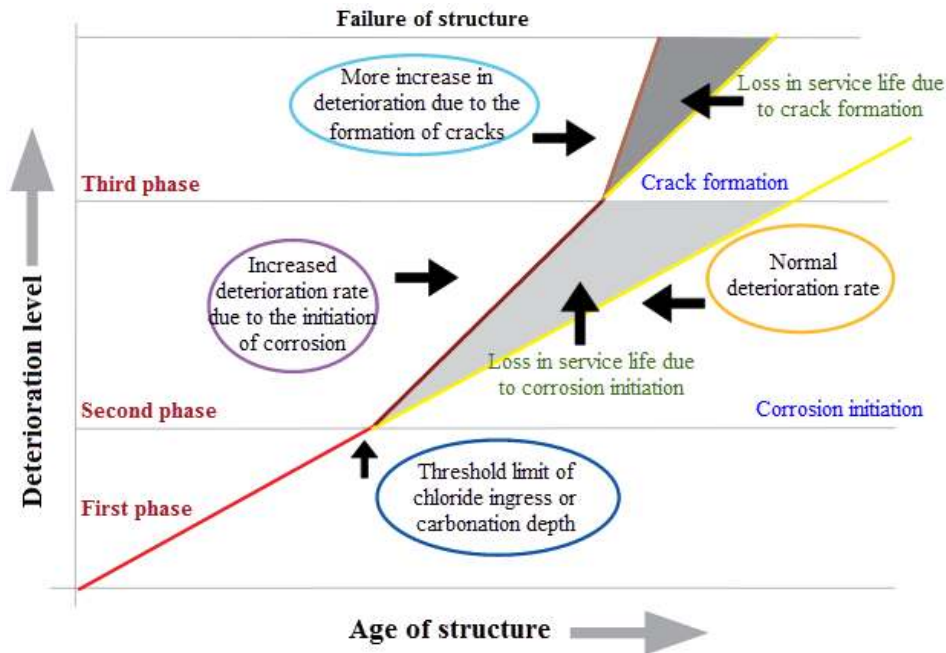 Failure of structure
More increase in
deterioration due to the
formation of cracks
Loss in service life due
to crack formation
Third phase
Crack formation
Increased
deterioration rate
due to the initiation
of corrosion
Normal
deterioration rate
Loss in service life due
to corrosion initiation
Second phase
Corrosion initiation
Threshold limit of
chloride ingress or
carbonation depth
First phase
Deterioration level
Age of structure